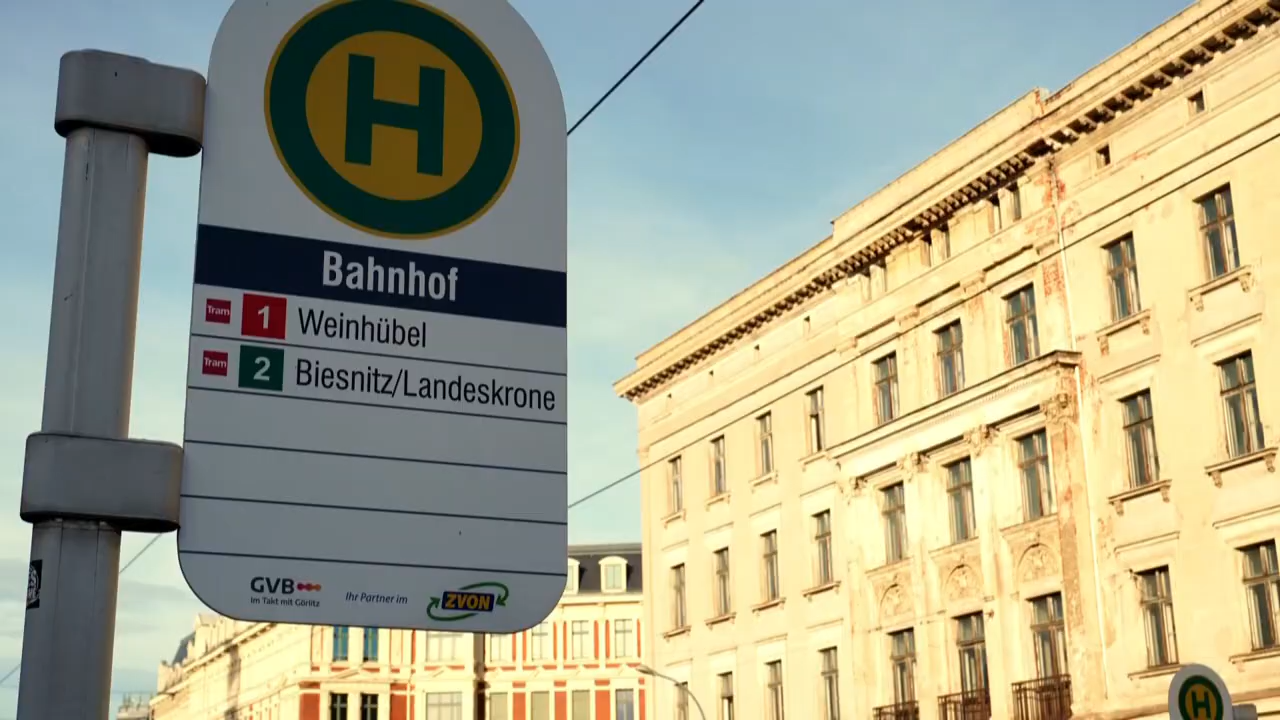 H
Bahnhof
Tram 1 Weinhübel
Tram 2 Biesnitz/Landeskrone
GVB
Im Takt mit Görlitz
Ihr Partner im
ZVON
H